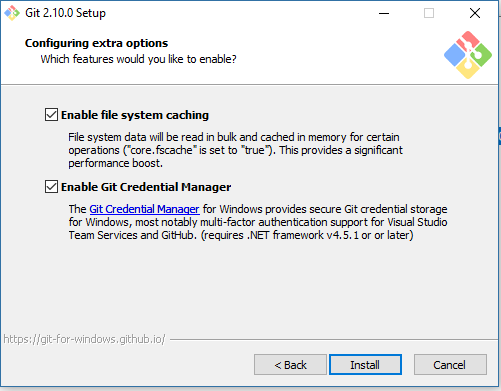 Git 2.10.0 Setup
Configuring extra options
Which features would you like to enable?
Enable file system caching
File system data will be read in bulk and cached in memory for certain
operations ("core.fscache" is set to "true"). This provides a significant
performance boost.
Enable Git Credential Manager
The Git Credential Manager for Windows provides secure Git credential storage
for Windows, most notably multi-factor authentication support for Visual Studio
Team Services and GitHub. (requires .NET framework v4.5.1 or or later)
https://git-for-windows.github.io/
< Back
Install
Cancel